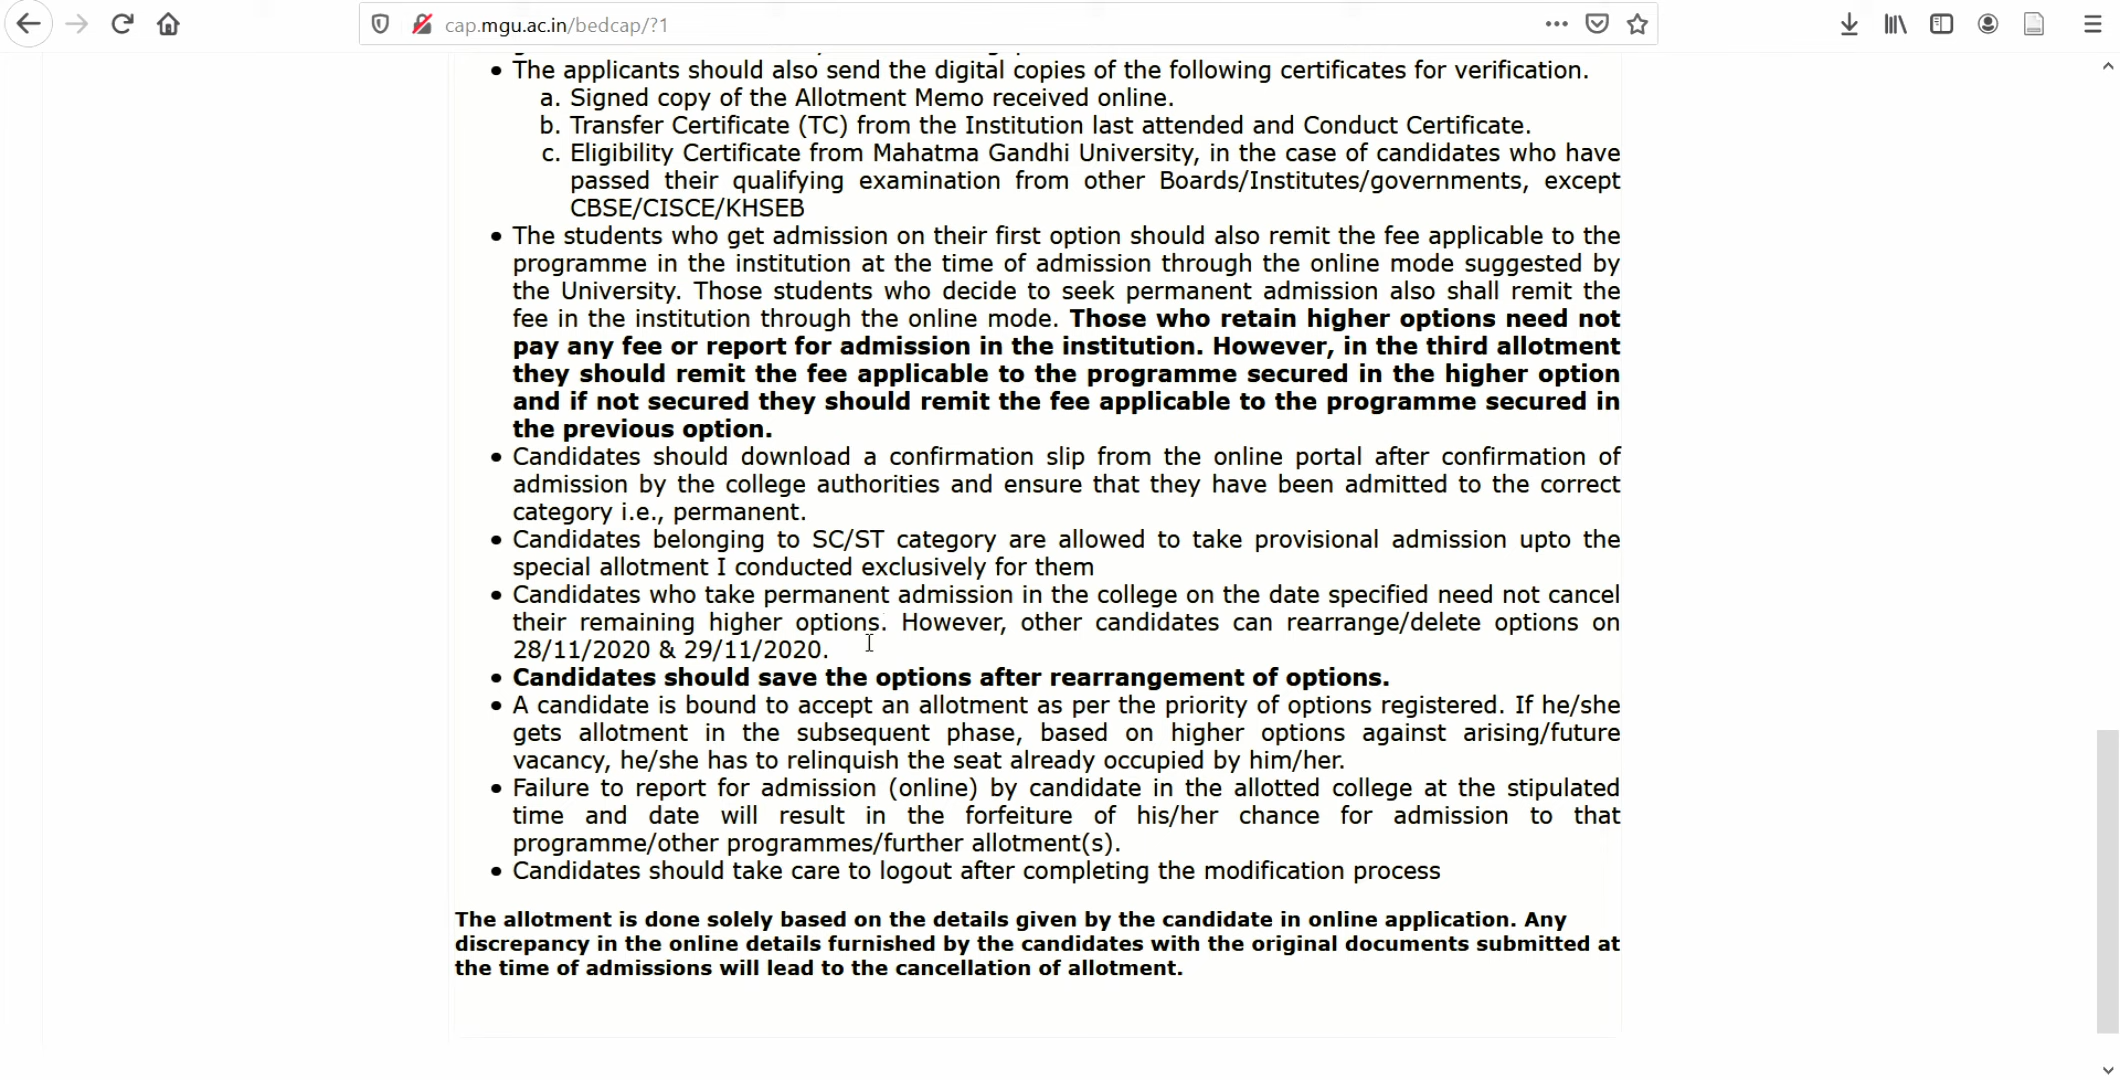 cap.mgu.ac.in/bedcap/?1
• The applicants should also send the digital copies of the following certificates for verification.
a. Signed copy of the Allotment Memo received online.
b. Transfer Certificate (TC) from the Institution last attended and Conduct Certificate.
c. Eligibility Certificate from Mahatma Gandhi University, in the case of candidates who have
passed their qualifying examination from other Boards/Institutes/governments, except
CBSE/CISCE/KHSEB
• The students who get admission on their first option should also remit the fee applicable to the
programme in the institution at the time of admission through the online mode suggested by
the University. Those students who decide to seek permanent admission also shall remit the
fee in the institution through the online mode. Those who retain higher options need not
pay any fee or report for admission in the institution. However, in the third allotment
they should remit the fee applicable to the programme secured in the higher option
and if not secured they should remit the fee applicable to the programme secured in
the previous option.
• Candidates should download a confirmation slip from the online portal after confirmation of
admission by the college authorities and ensure that they have been admitted to the correct
category i.e., permanent.
• Candidates belonging to SC/ST category are allowed to take provisional admission upto the
special allotment I conducted exclusively for them
• Candidates who take permanent admission in the college on the date specified need not cancel
their remaining higher options. However, other candidates can rearrange/delete options on
28/11/2020 & 29/11/2020.
• Candidates should save the options after rearrangement of options.
• A candidate is bound to accept an allotment as per the priority of options registered. If he/she
gets allotment in the subsequent phase, based on higher options against arising/future
vacancy, he/she has to relinquish the seat already occupied by him/her.
• Failure to report for admission (online) by candidate in the allotted college at the stipulated
time and date will result in the forfeiture of his/her chance for admission to that
programme/other programmes/further allotment(s).
• Candidates should take care to logout after completing the modification process
The allotment is done solely based on the details given by the candidate in online application. Any
discrepancy in the online details furnished by the candidates with the original documents submitted at
the time of admissions will lead to the cancellation of allotment.